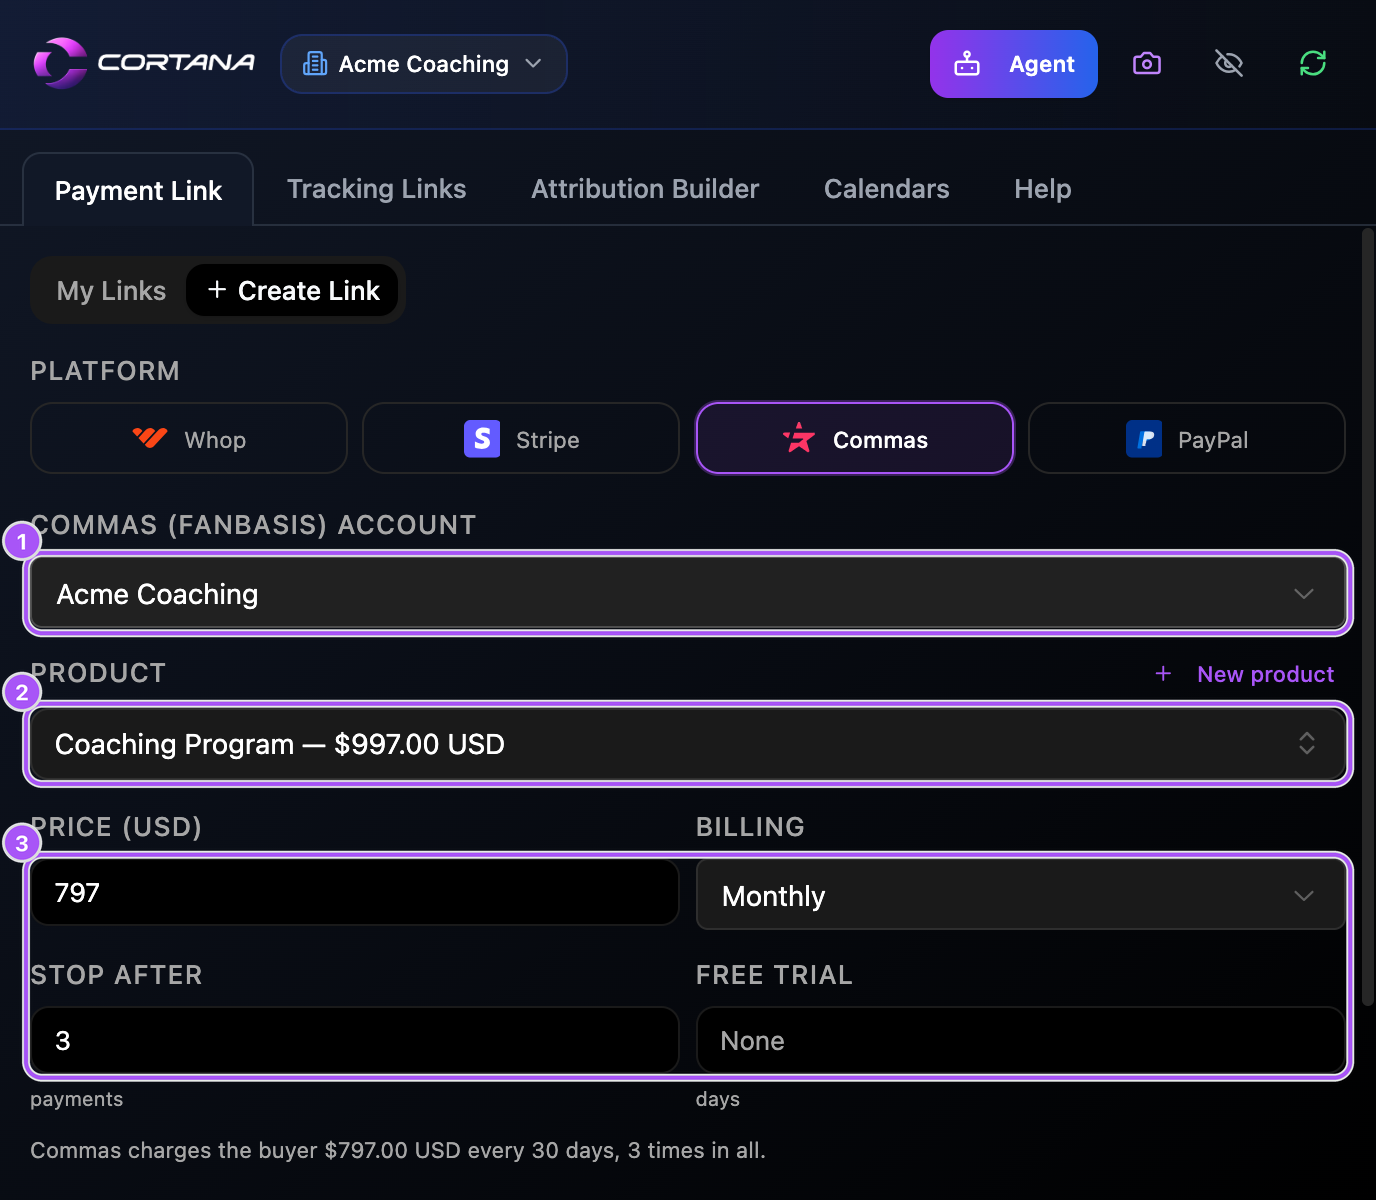 CORTANA
Acme Coaching
Agent
Payment Link
Tracking Links
Attribution Builder
Calendars
Help
My Links
+ Create Link
PLATFORM
Whop
S Stripe
Commas
P PayPal
COMMAS (FANBASIS) ACCOUNT
1
Acme Coaching
PRODUCT
+ New product
2
Coaching Program — $997.00 USD
PRICE (USD)
BILLING
3
797
Monthly
STOP AFTER
FREE TRIAL
3
None
payments
days
Commas charges the buyer $797.00 USD every 30 days, 3 times in all.